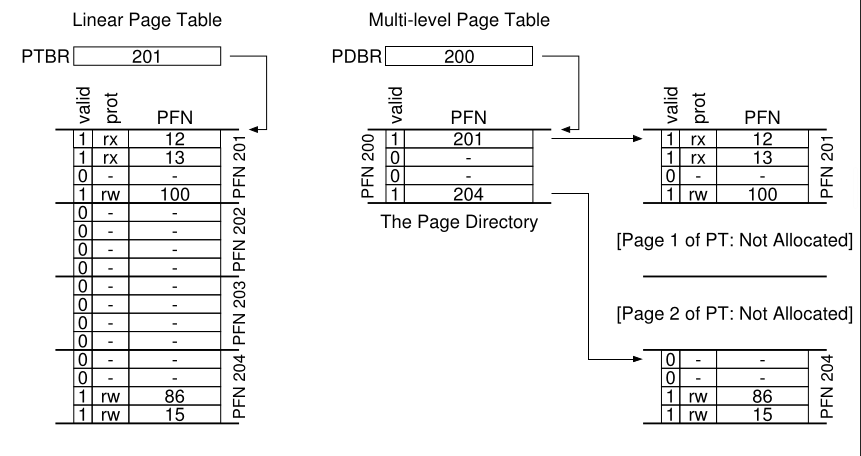 Linear Page Table
PTBR 201
valid prot PFN
1 rx 12
1 rx 13
0 - -
1 rw 100
PFN 201
0 - -
0 - -
0 - -
0 - -
PFN 202
0 - -
0 - -
0 - -
0 - -
PFN 203
0 - -
0 - -
1 rw 86
1 rw 15
PFN 204
Multi-level Page Table
PDBR 200
valid PFN
PFN 200
1 201
0 -
0 -
1 204
The Page Directory
valid prot PFN
1 rx 12
1 rx 13
0 - -
1 rw 100
PFN 201
[Page 1 of PT: Not Allocated]
[Page 2 of PT: Not Allocated]
0 - -
0 - -
1 rw 86
1 rw 15
PFN 204